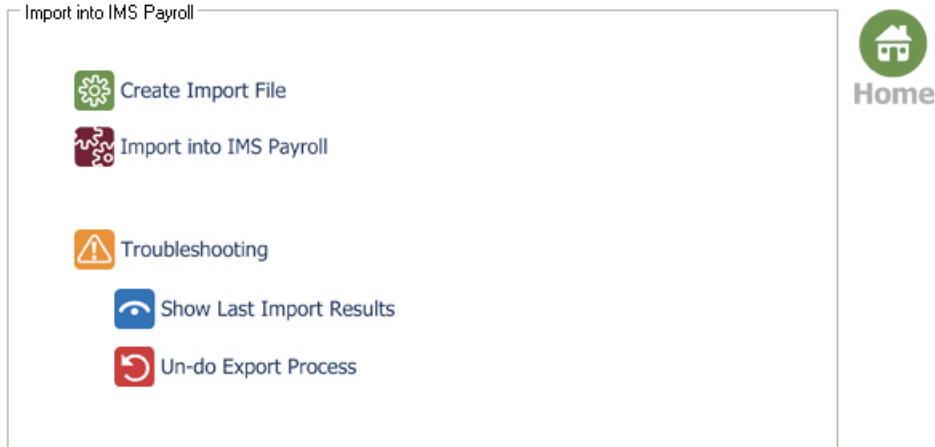 Import into IMS Payroll
Home
Create Import File
Import into IMS Payroll
Troubleshooting
Show Last Import Results
Un-do Export Process